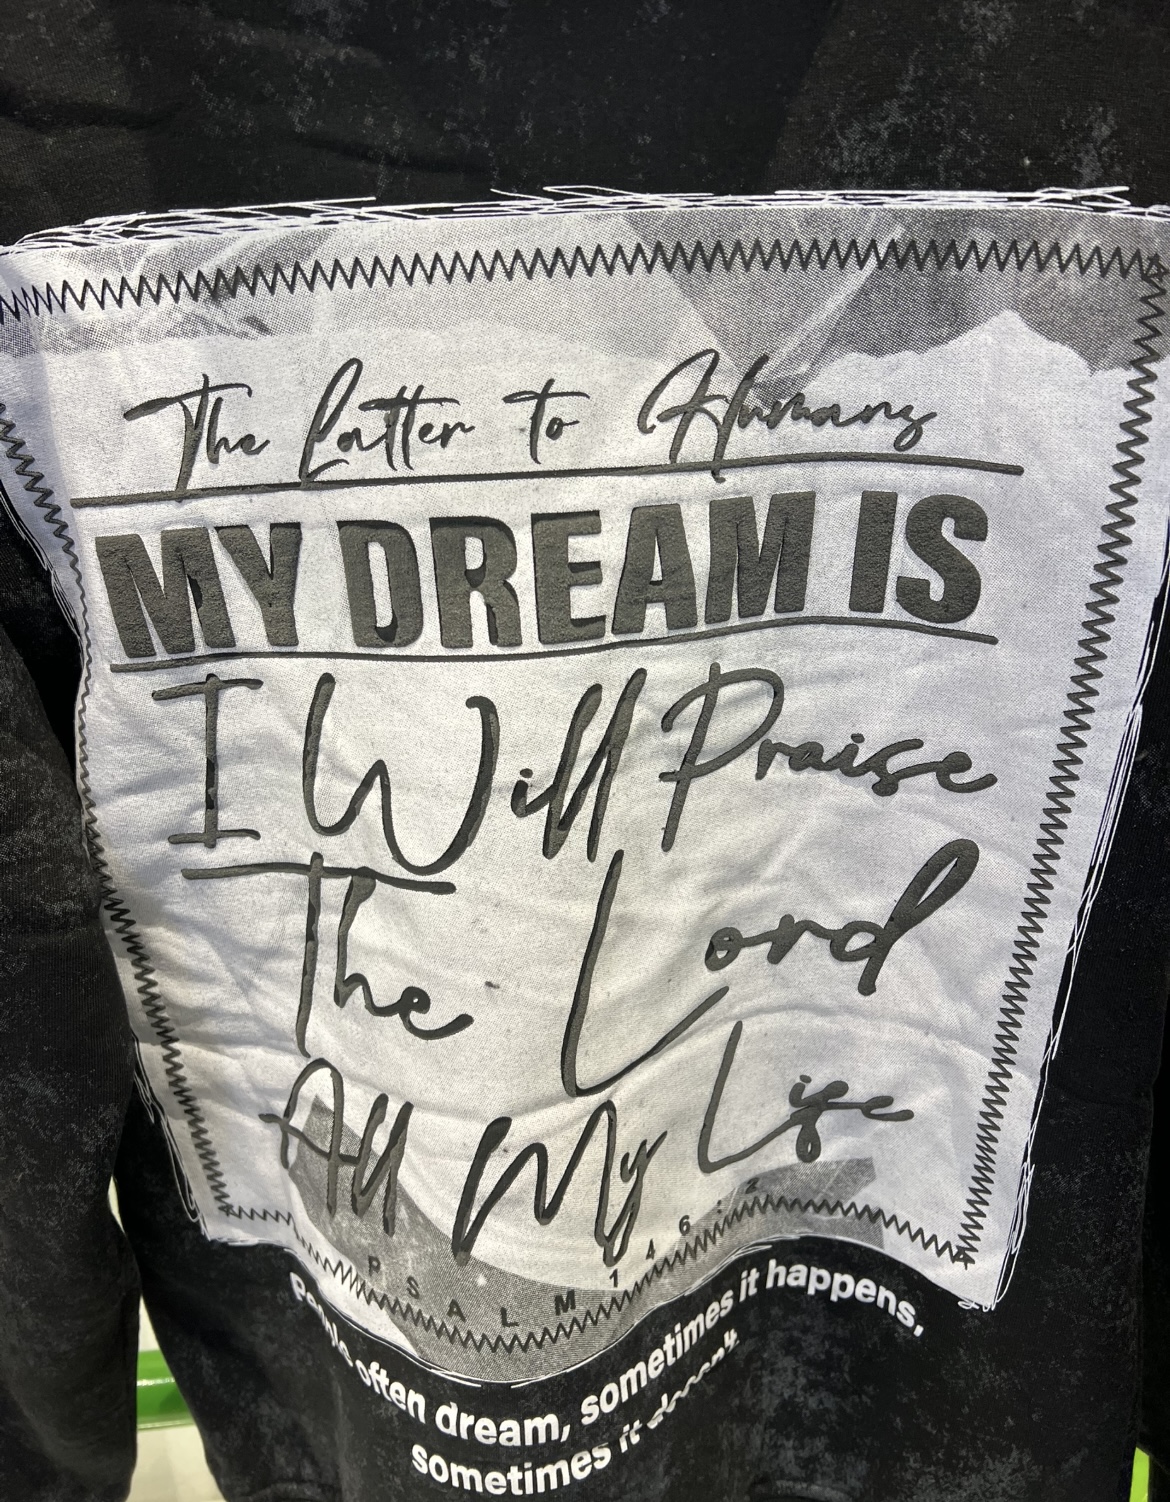 The Latter to Humans
MY DREAM IS
I Will Praise
The Lord
All My Life
PSALM 146:2
People often dream, sometimes it happens,
sometimes it doesn't